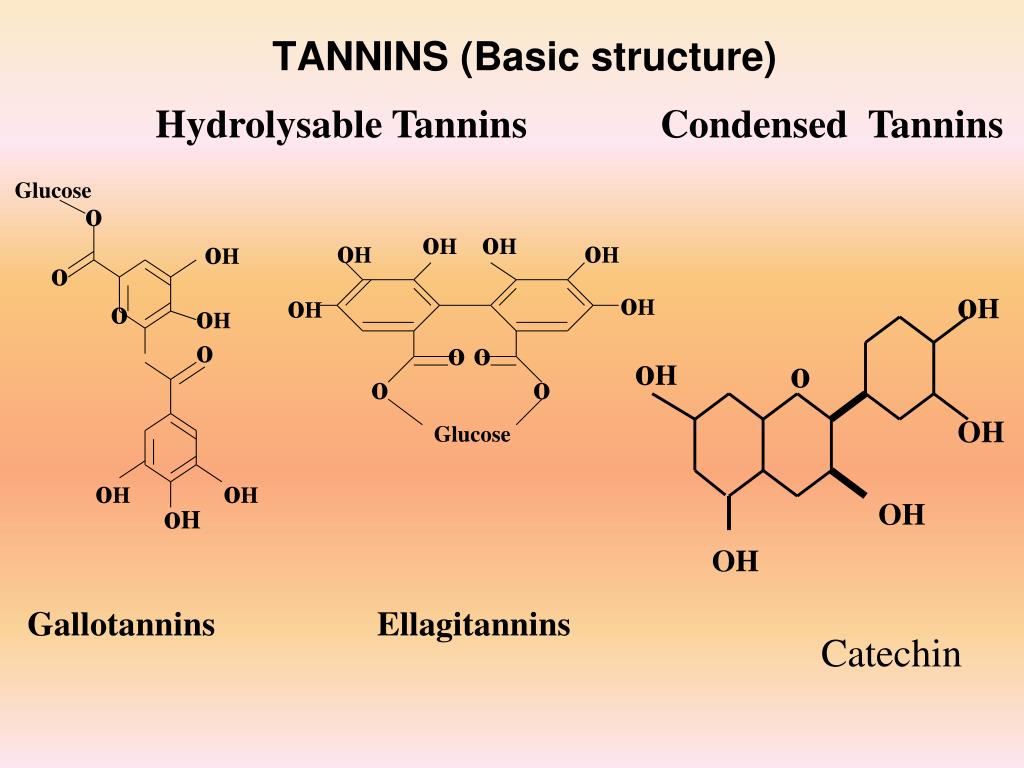 TANNINS (Basic structure)
Hydrolysable Tannins
Condensed Tannins
Glucose
O
O
OH
O
OH
O
OH
OH
OH
OH
OH
OH
OH
OH
OH
O
O
O
O
Glucose
OH
O
OH
OH
OH
OH
Gallotannins
Ellagitannins
Catechin